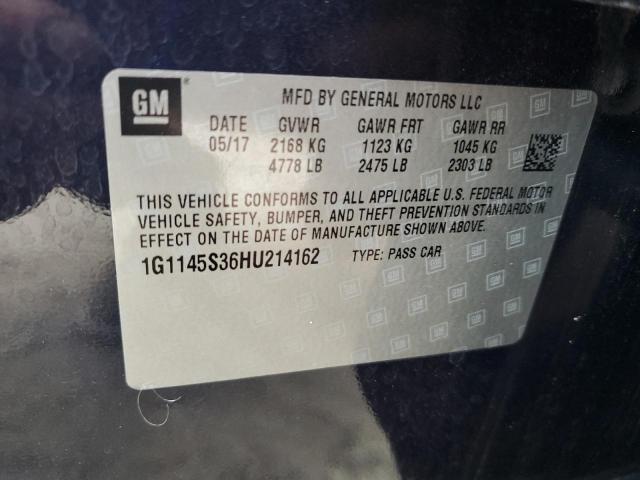 GM
MFD BY GENERAL MOTORS LLC
DATE GVWR GAWR FRT GAWR RR
05/17 2168 KG 1123 KG 1045 KG
4778 LB 2475 LB 2303 LB
THIS VEHICLE CONFORMS TO ALL APPLICABLE U.S. FEDERAL MOTOR
VEHICLE SAFETY, BUMPER, AND THEFT PREVENTION STANDARDS IN
EFFECT ON THE DATE OF MANUFACTURE SHOWN ABOVE.
1G1145S36HU214162 TYPE: PASS CAR